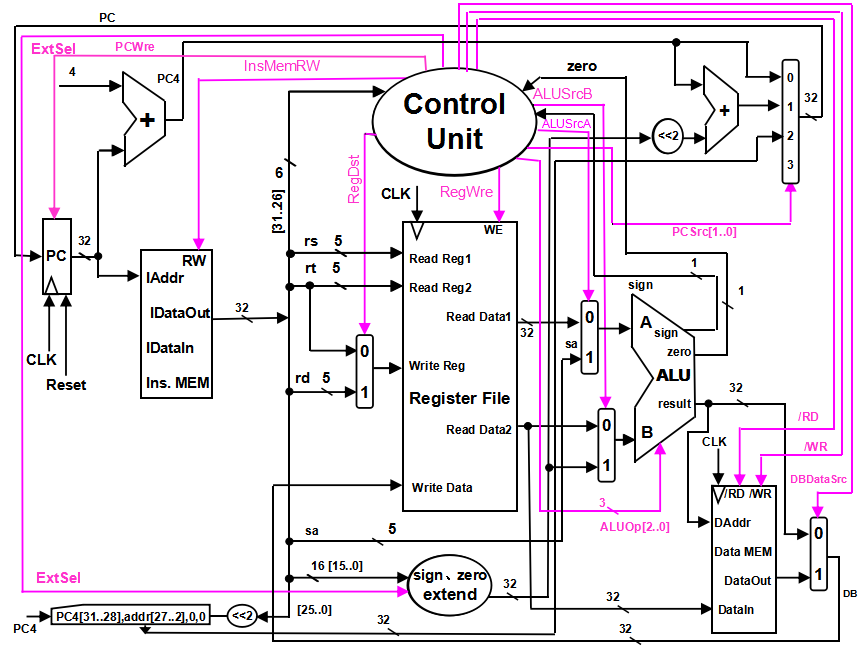 PC
ExtSel
PCWre
InsMemRW
4
PC4
+
Control
Unit
zero
ALUSrcB
ALUSrcA
<<2
+
0
1
2
3
32
PCSrc[1..0]
6
[31..26]
RegDst
CLK
RegWre
PC
32
CLK
Reset
RW
IAddr
IDataOut
IDataIn
Ins. MEM
32
rs 5
rt 5
rd 5
0
1
WE
Read Reg1
Read Reg2
Read Data1
Write Reg
Register File
Read Data2
Write Data
32
sa
0
1
0
1
1
sign
A
sign
zero
ALU
result
B
1
32
3
ALUOp[2..0]
CLK
/RD
/WR
DBDataSrc
/RD /WR
DAddr
Data MEM
DataOut
DataIn
0
1
DB
sa 5
16 [15..0]
ExtSel
sign、zero
extend
32
32
[25..0]
PC4
PC4[31..28],addr[27..2],0,0
<<2
32
32